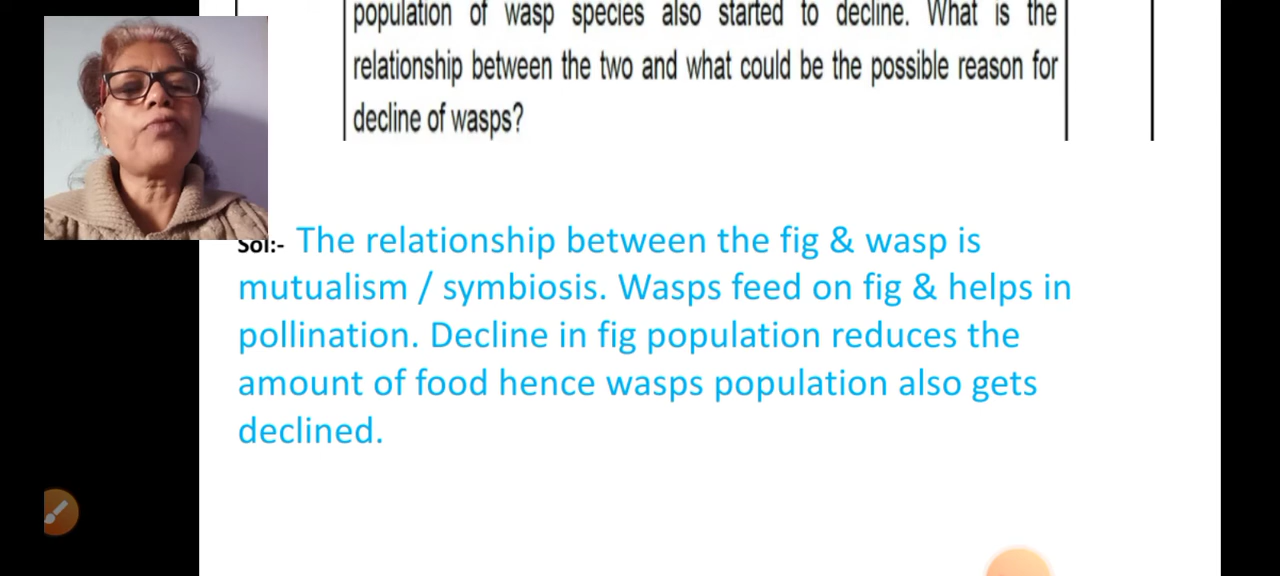 population of wasp species also started to decline. What is the
relationship between the two and what could be the possible reason for
decline of wasps?
Sol:- The relationship between the fig & wasp is
mutualism / symbiosis. Wasps feed on fig & helps in
pollination. Decline in fig population reduces the
amount of food hence wasps population also gets
declined.